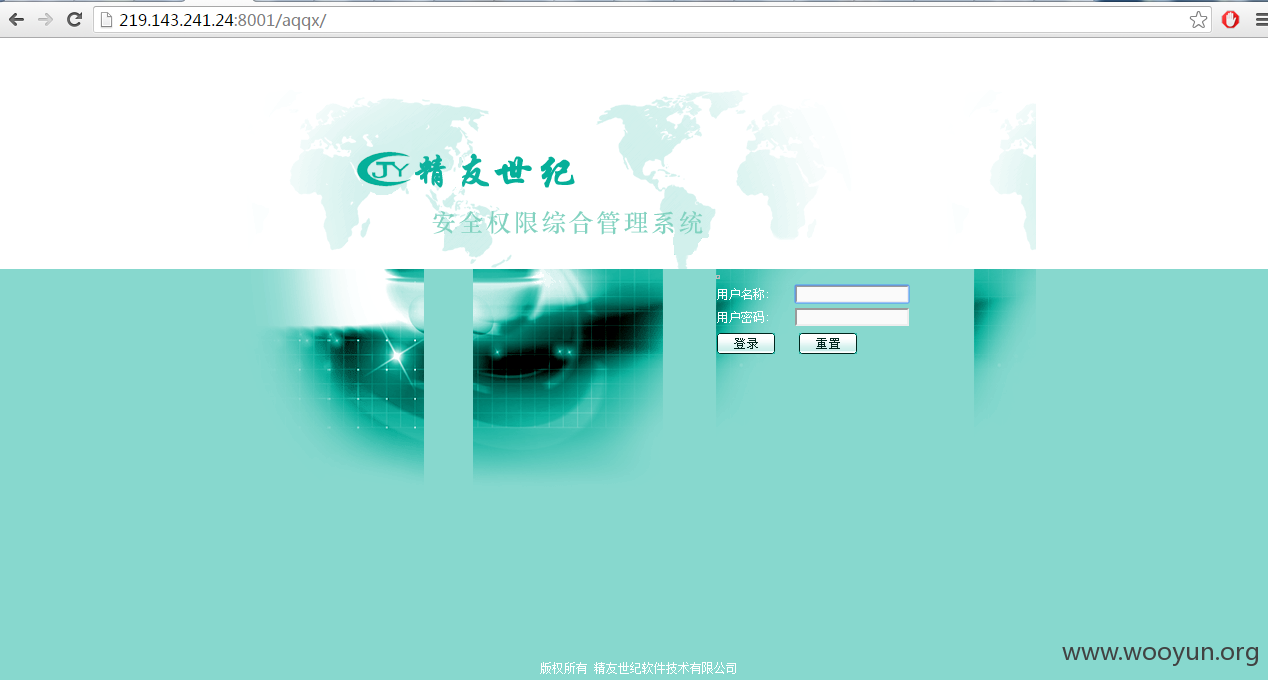 219.143.241.24:8001/aqqx/
JY 精友世纪
安全权限综合管理系统
用户名称:
用户密码:
登录 重置
www.wooyun.org
版权所有 精友世纪软件技术有限公司